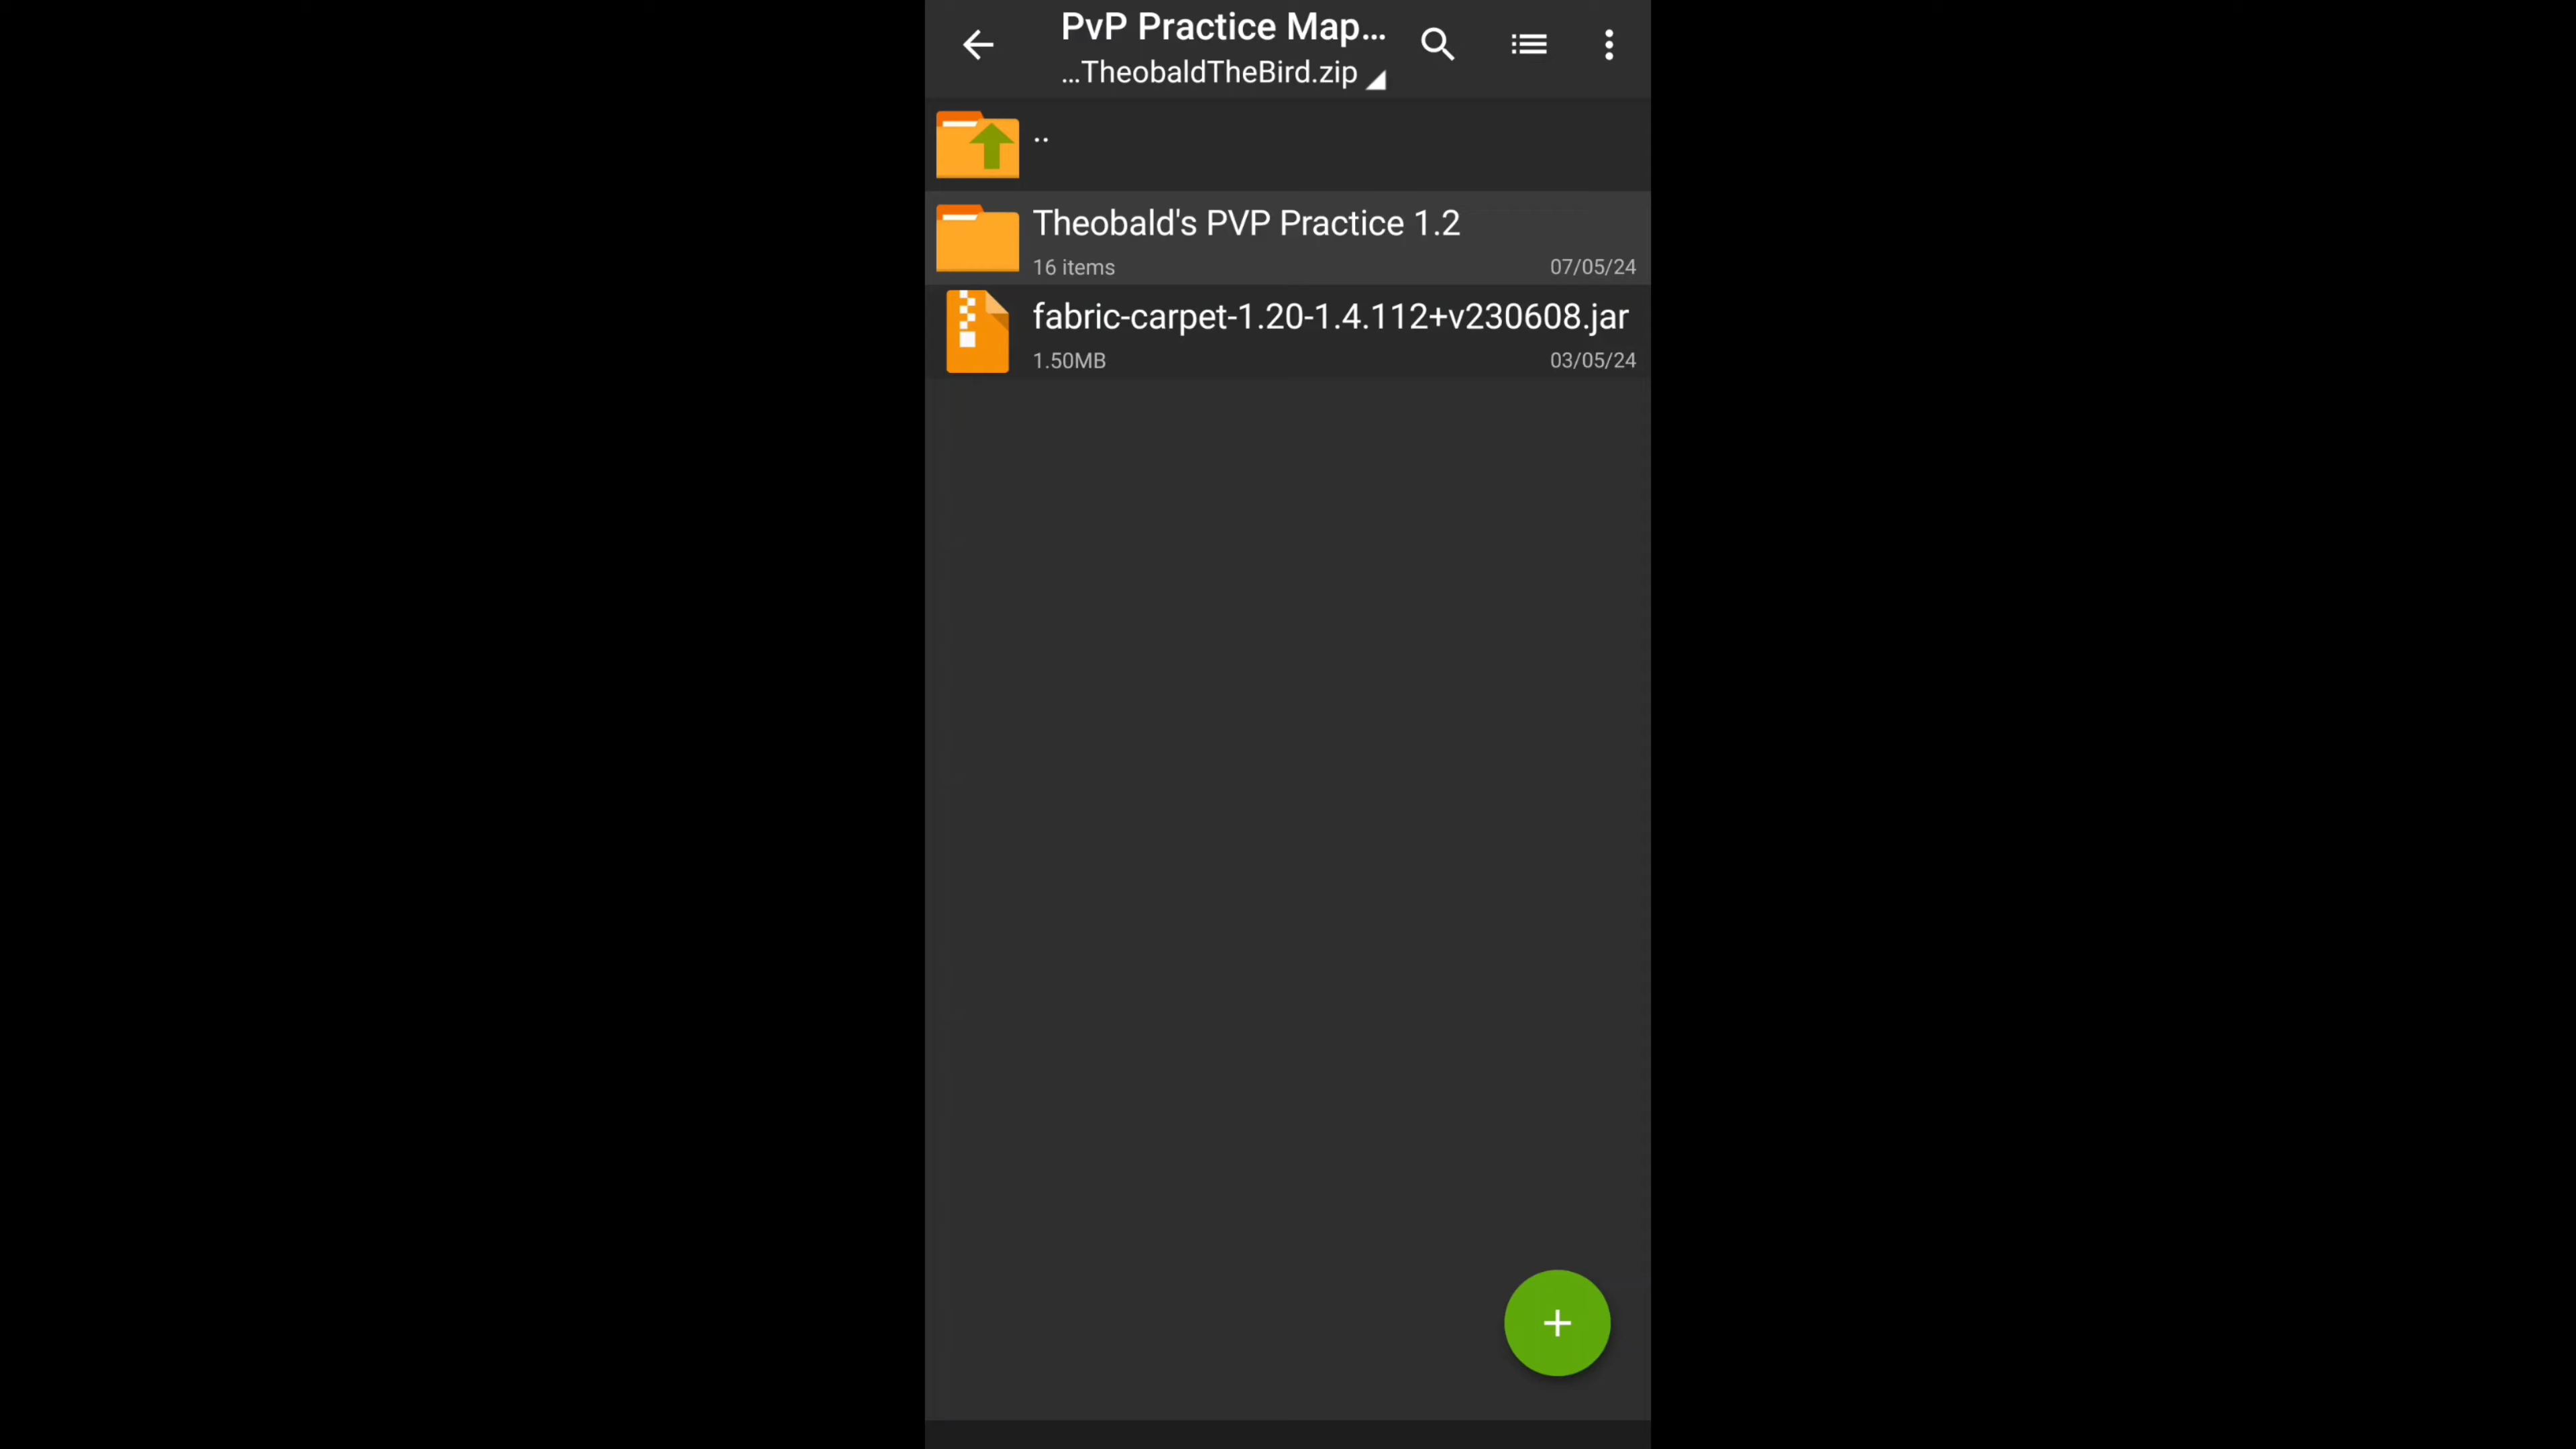 PvP Practice Map...
...TheobaldTheBird.zip
..
Theobald's PVP Practice 1.2
16 items
07/05/24
fabric-carpet-1.20-1.4.112+v230608.jar
1.50MB
03/05/24